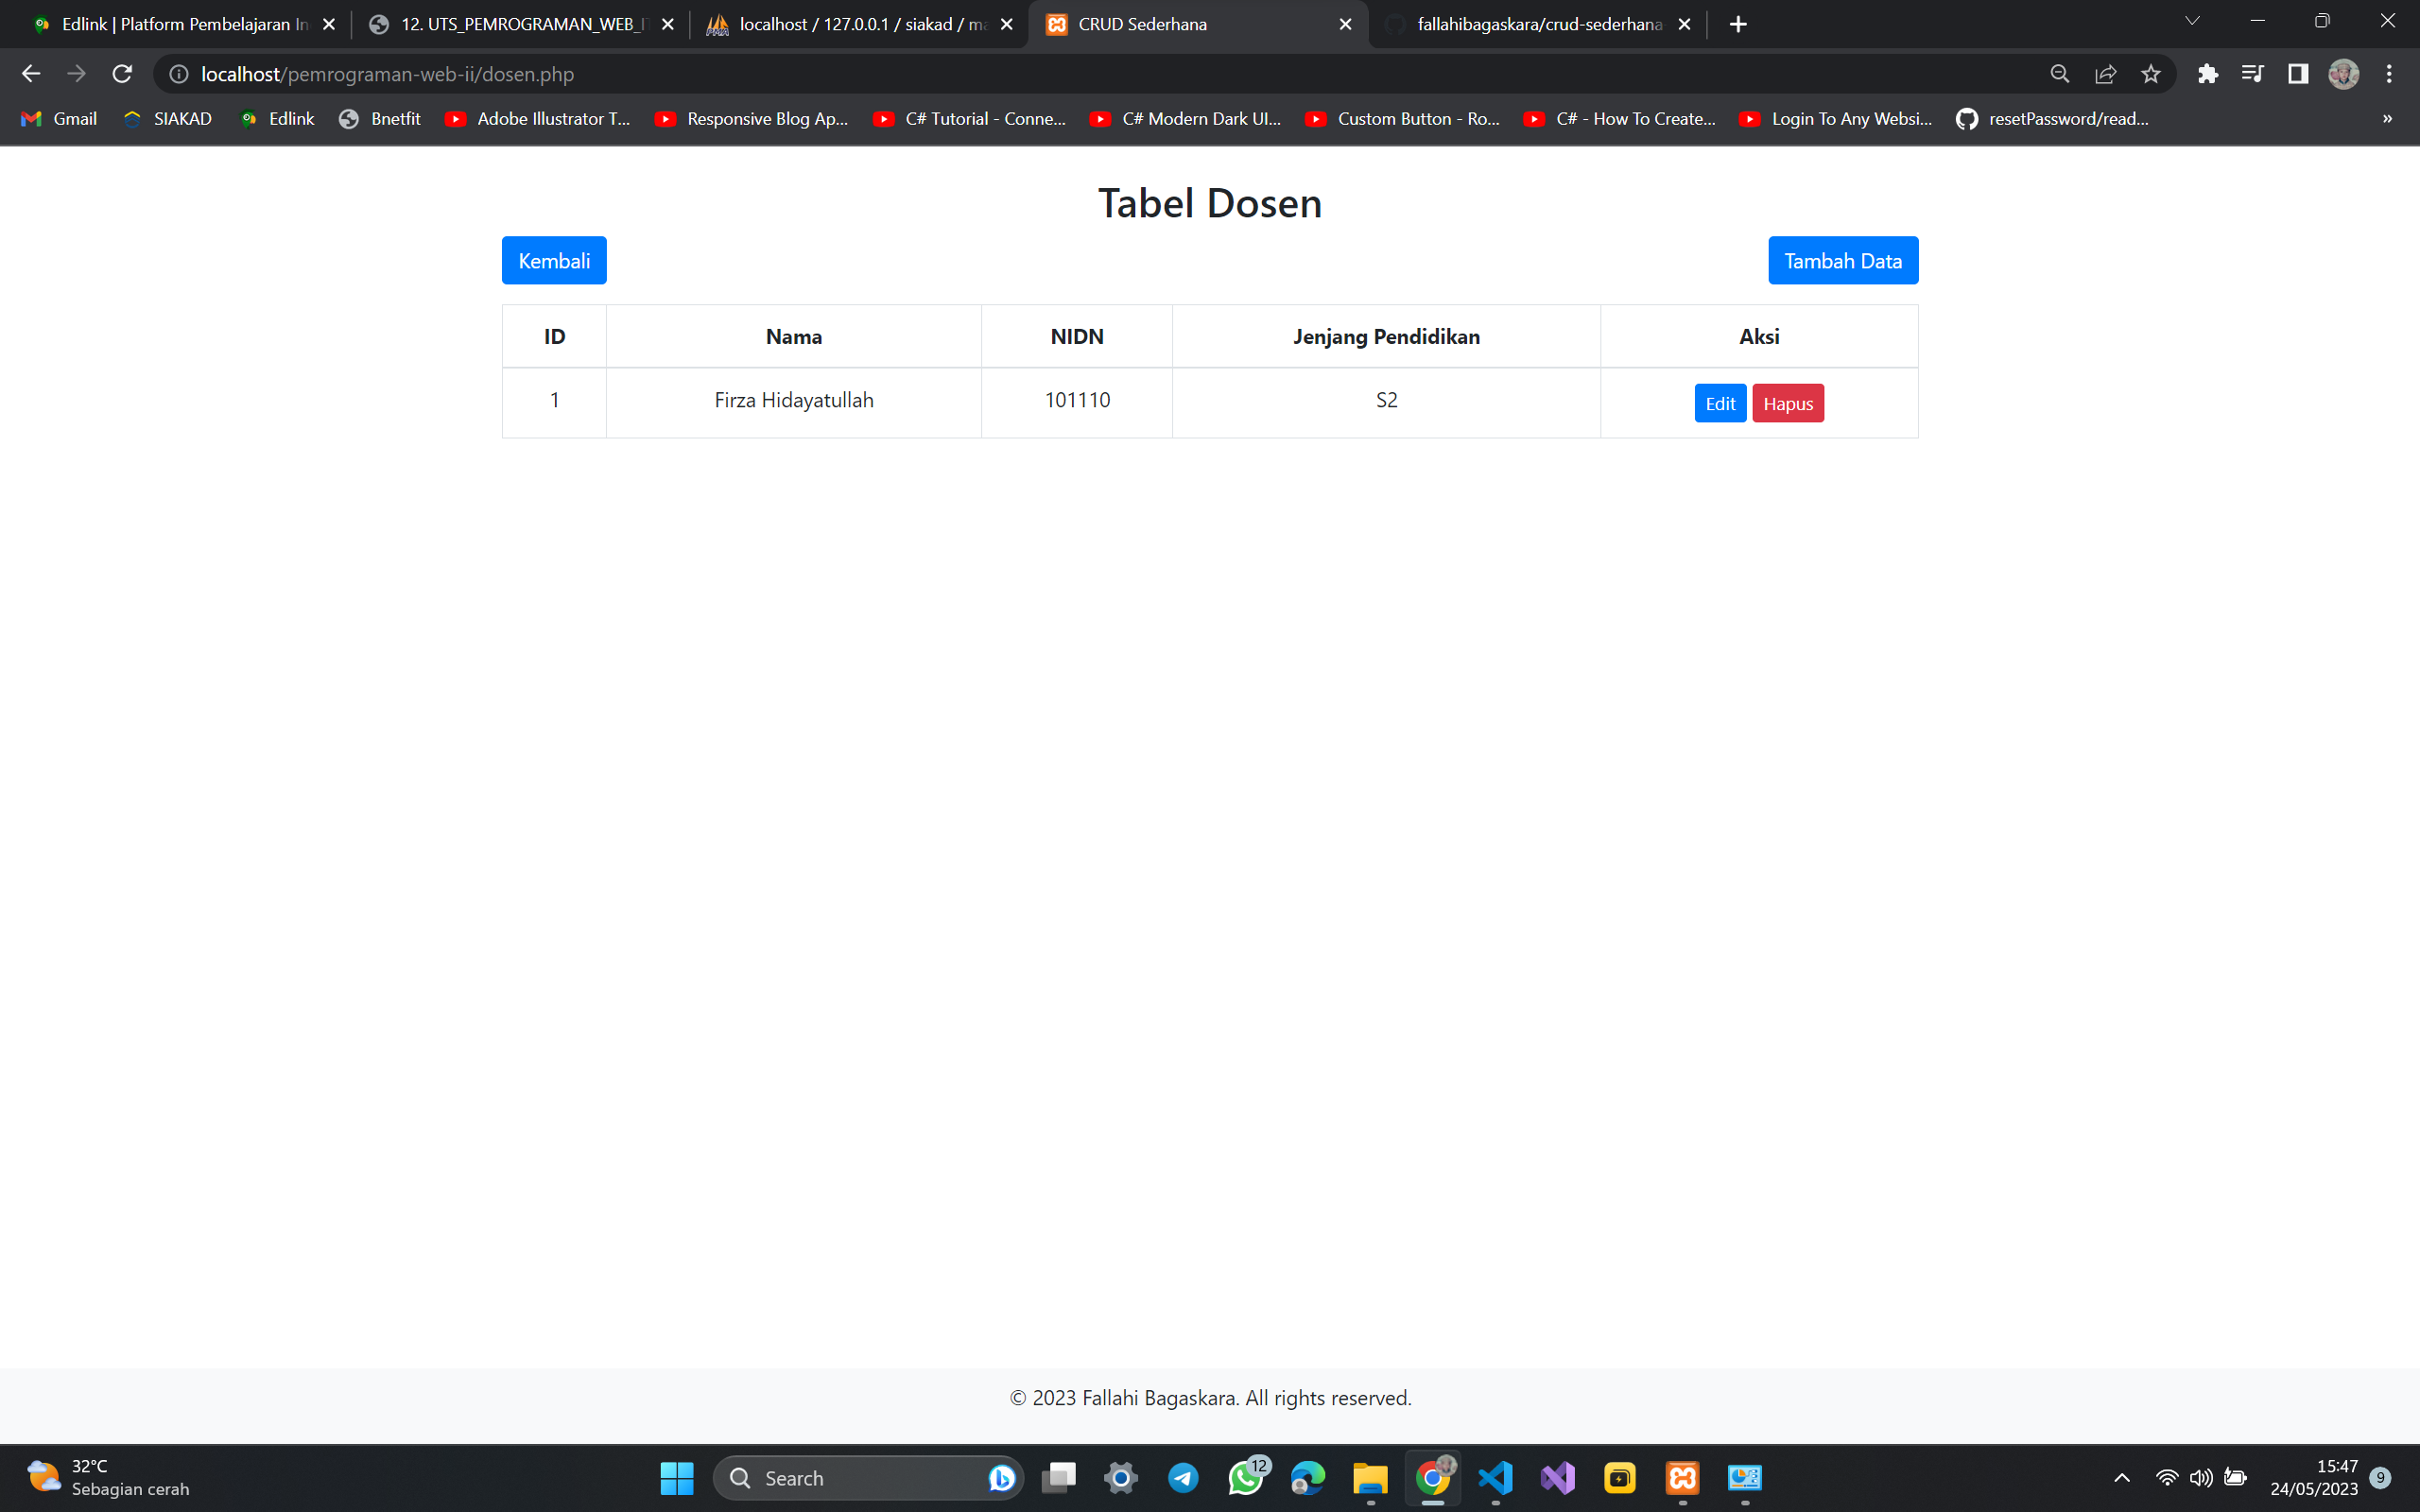 Edlink | Platform Pembelajaran In
12. UTS_PEMROGRAMAN_WEB_I
localhost / 127.0.0.1 / siakad / ma
CRUD Sederhana
fallahibagaskara/crud-sederhana
localhost/pemrograman-web-ii/dosen.php
Gmail
SIAKAD
Edlink
Bnetfit
Adobe Illustrator T...
Responsive Blog Ap...
C# Tutorial - Conne...
C# Modern Dark UI...
Custom Button - Ro...
C# - How To Create...
Login To Any Websi...
resetPassword/read...
»
Tabel Dosen
Kembali
Tambah Data
ID Nama NIDN Jenjang Pendidikan Aksi
1 Firza Hidayatullah 101110 S2 Edit Hapus
© 2023 Fallahi Bagaskara. All rights reserved.
32°C
Sebagian cerah
Search
12
15:47
24/05/2023
9